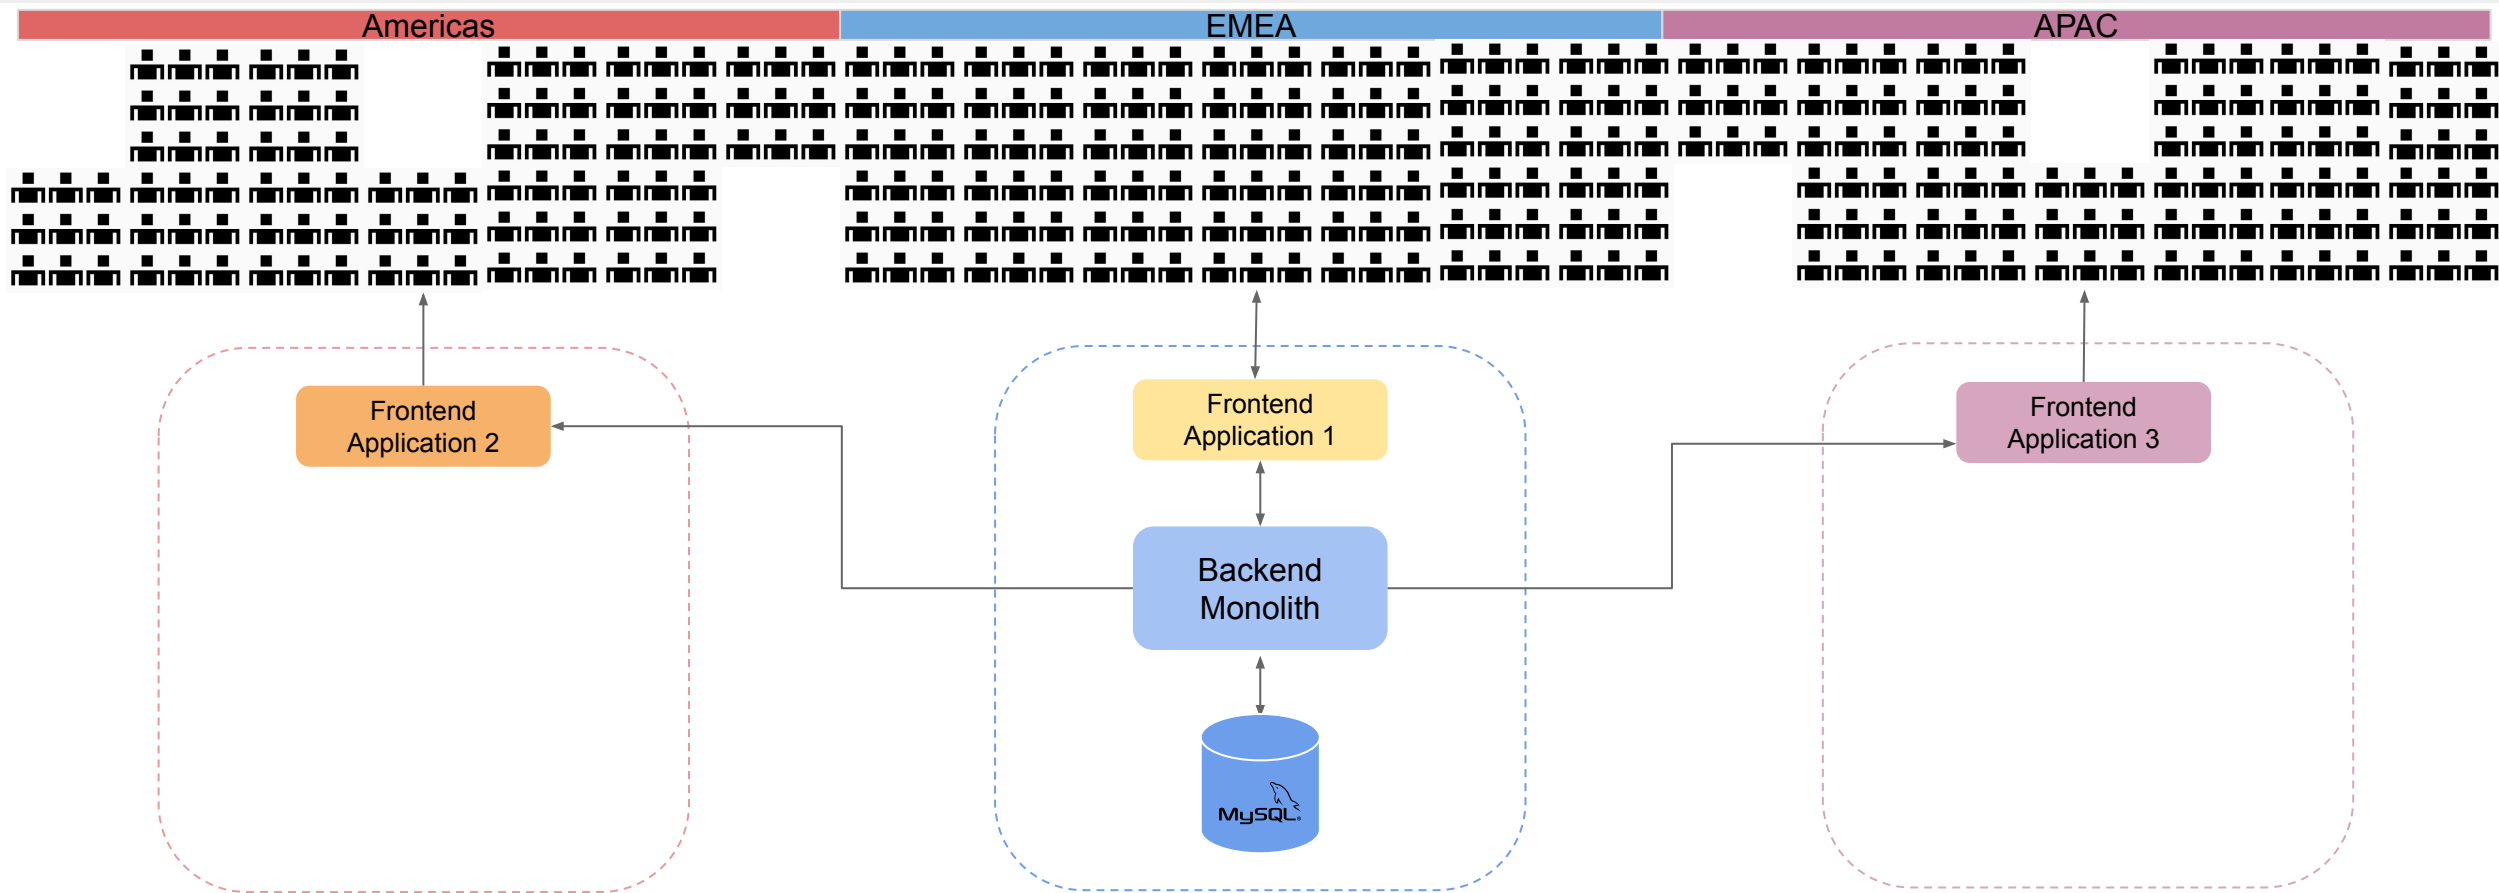 Americas
EMEA
APAC
Frontend
Application 2
Frontend
Application 1
Frontend
Application 3
Backend
Monolith
MySQL®